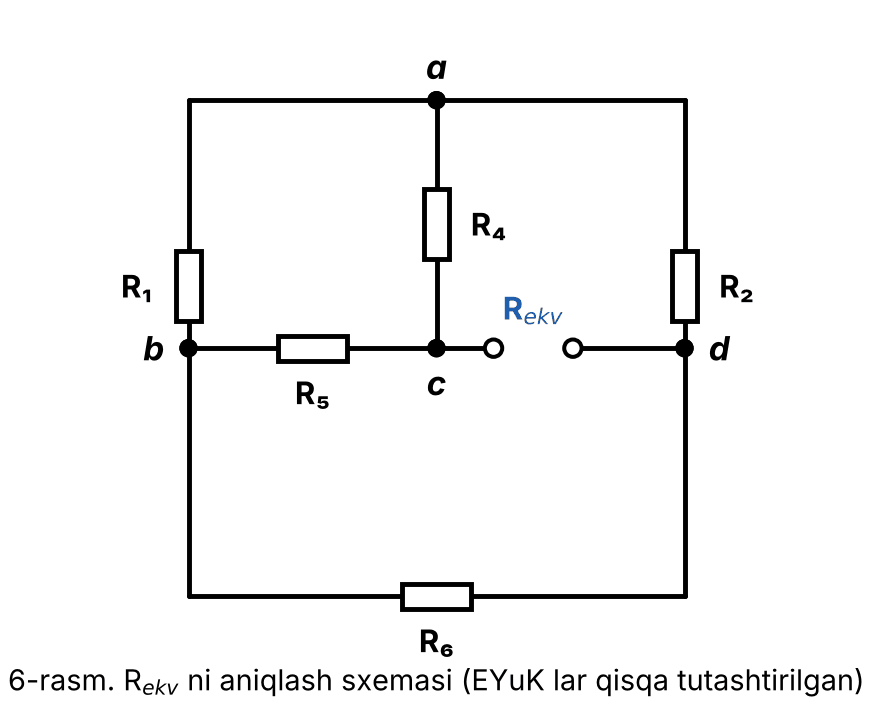 a
R₄
R₁
R₂
Rₑₖᵥ
b
d
R₅
c
R₆
6-rasm. Rₑₖᵥ ni aniqlash sxemasi (EYuK lar qisqa tutashtirilgan)